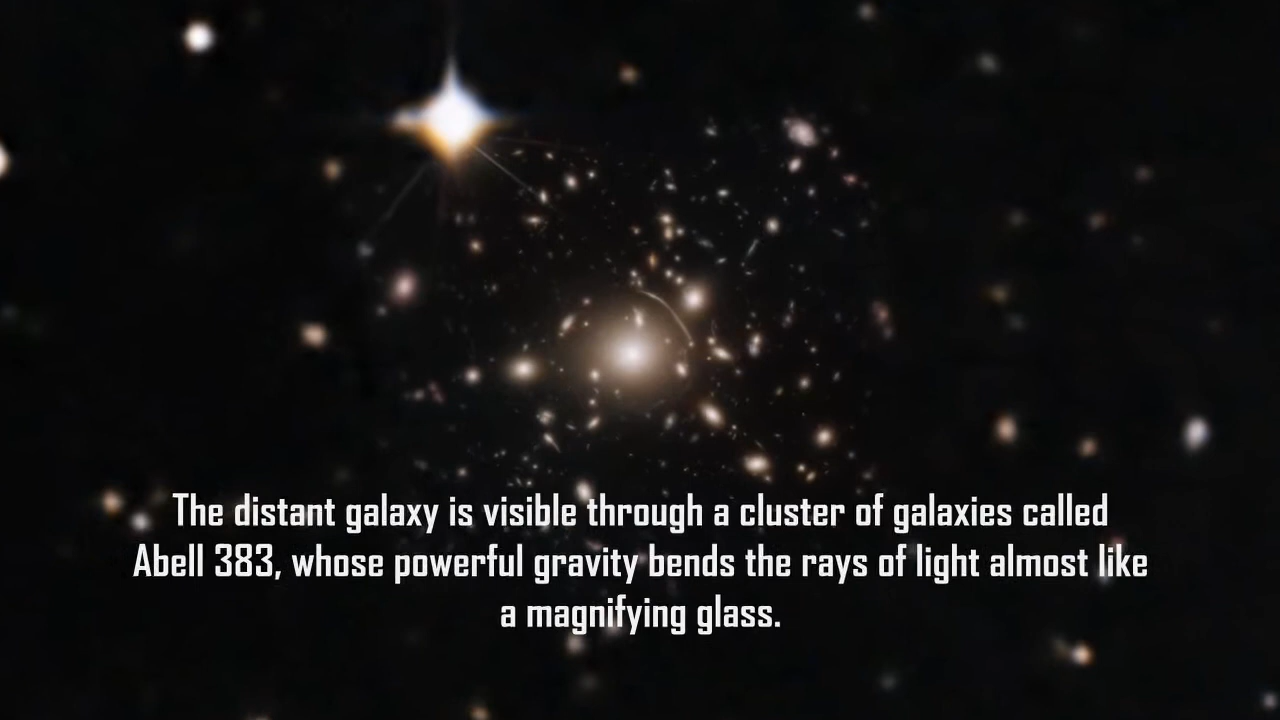 The distant galaxy is visible through a cluster of galaxies called
Abell 383, whose powerful gravity bends the rays of light almost like
a magnifying glass.